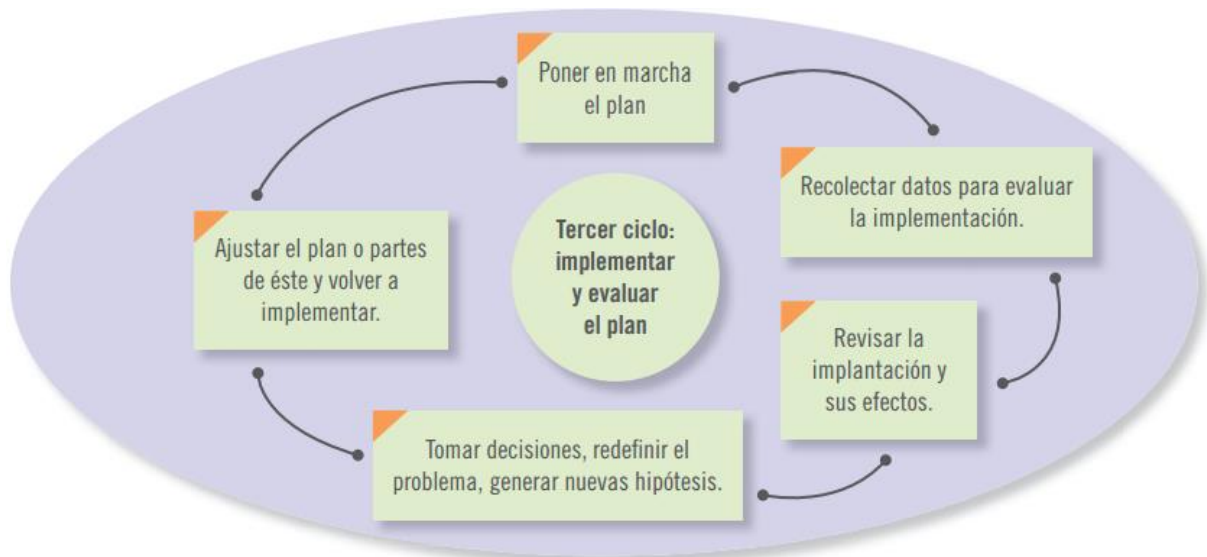 Poner en marcha
el plan
Recolectar datos para evaluar
la implementación.
Tercer ciclo:
implementar
y evaluar
el plan
Ajustar el plan o partes
de éste y volver a
implementar.
Revisar la
implantación y
sus efectos.
Tomar decisiones, redefinir el
problema, generar nuevas hipótesis.